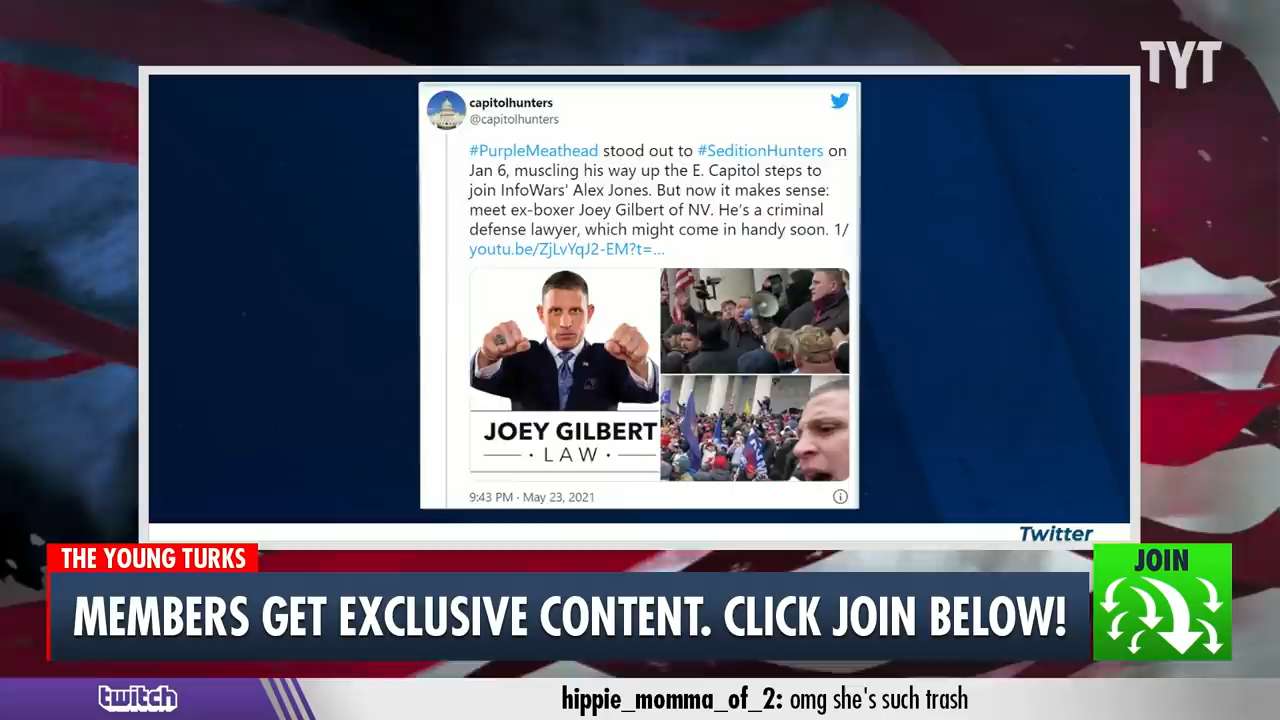 TYT
capitolhunters
@capitolhunters
#PurpleMeathead stood out to #SeditionHunters on
Jan 6, muscling his way up the E. Capitol steps to
join InfoWars' Alex Jones. But now it makes sense:
meet ex-boxer Joey Gilbert of NV. He's a criminal
defense lawyer, which might come in handy soon. 1/
youtu.be/ZjLvYqJ2-EM?t=...
JOEY GILBERT
· LAW ·
9:43 PM · May 23, 2021
Twitter
THE YOUNG TURKS
MEMBERS GET EXCLUSIVE CONTENT. CLICK JOIN BELOW!
JOIN
twitch
hippie_momma_of_2: omg she's such trash